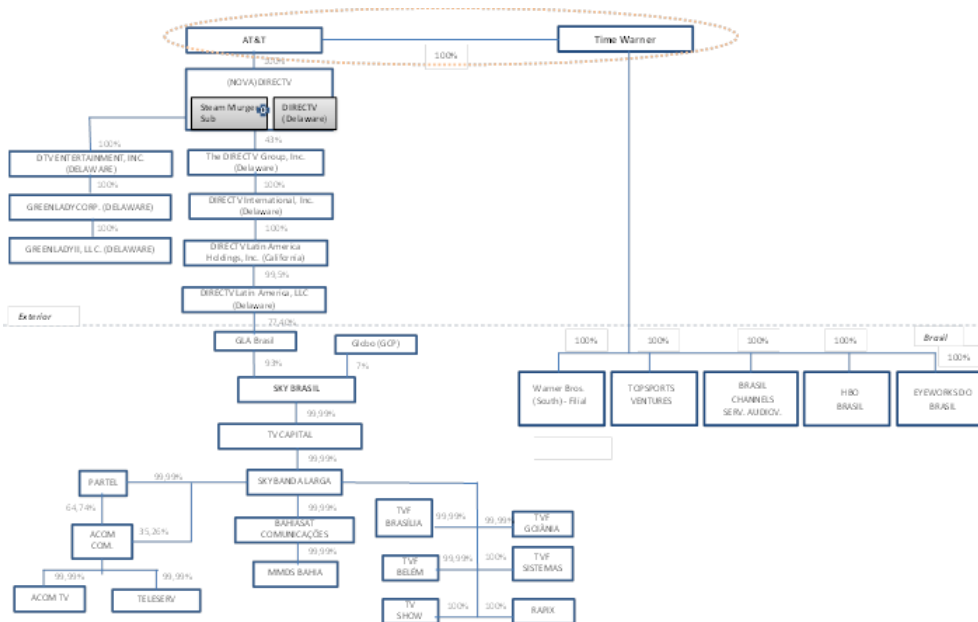 AT&T
Time Warner
100%
100%
(NOVA) DIRECTV
Steam Murger
Sub
DIRECTV
(Delaware)
100%
43%
DTV ENTERTAINMENT, INC.
(DELAWARE)
The DIRECTV Group, Inc.
(Delaware)
100%
100%
GREENLADY CORP. (DELAWARE)
DIRECTV International, Inc.
(Delaware)
100%
100%
GREENLADY II, LLC. (DELAWARE)
DIRECTV Latin America
Holdings, Inc. (California)
99,5%
DIRECTV Latin America, LLC
(Delaware)
Exterior
77,40%
Brasil
GLA Brasil
Globo (GCP)
100%
100%
100%
100%
100%
93%
7%
SKY BRASIL
Warner Bros.
(South) - Filial
TOPSPORTS
VENTURES
BRASIL
CHANNELS
SERV. AUDIOV.
HBO
BRASIL
EYEWORKS DO
BRASIL
99,99%
TV CAPITAL
99,99%
PARTEL
99,99%
SKY BANDA LARGA
64,74%
99,99%
TVF
BRASÍLIA
99,99%
99,99%
TVF
GOIÂNIA
ACOM
COM.
35,26%
BAHIASAT
COMUNICAÇÕES
99,99%
TVF
BELÉM
99,99%
100%
TVF
SISTEMAS
99,99%
99,99%
MMDS BAHIA
ACOM TV
TELESERV
TV
SHOW
100%
100%
RAPIX